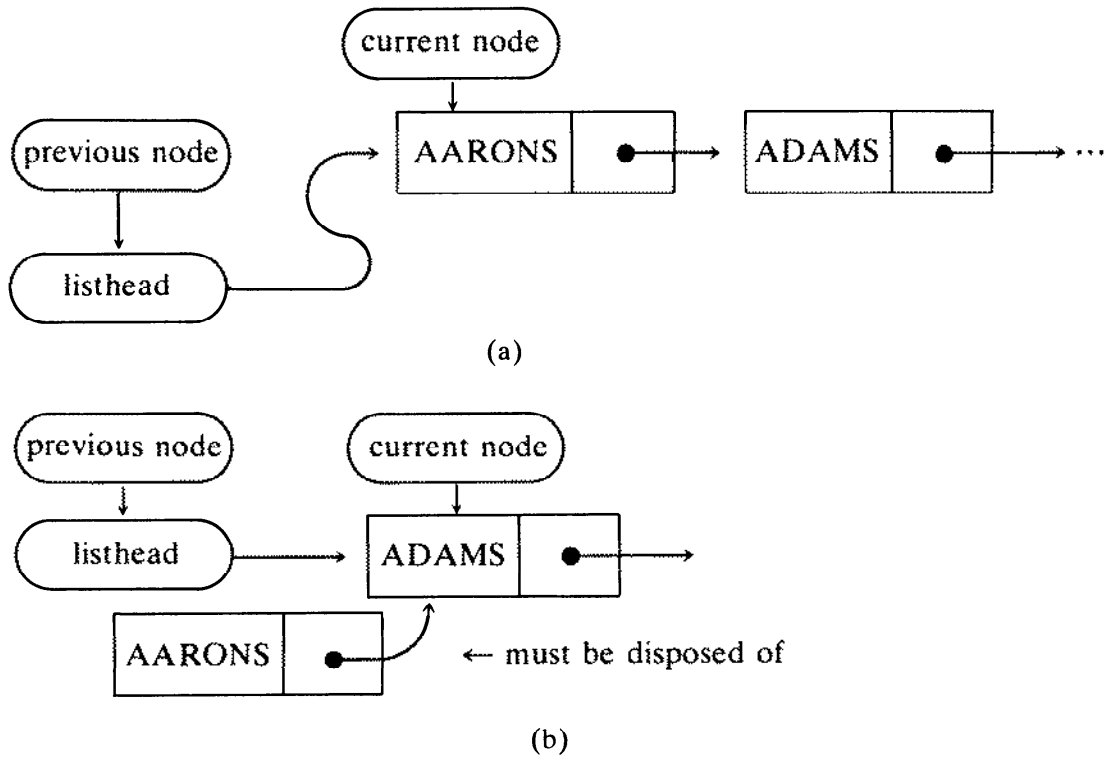 current node
previous node
AARONS
ADAMS
...
listhead
(a)
previous node
current node
listhead
ADAMS
AARONS
← must be disposed of
(b)